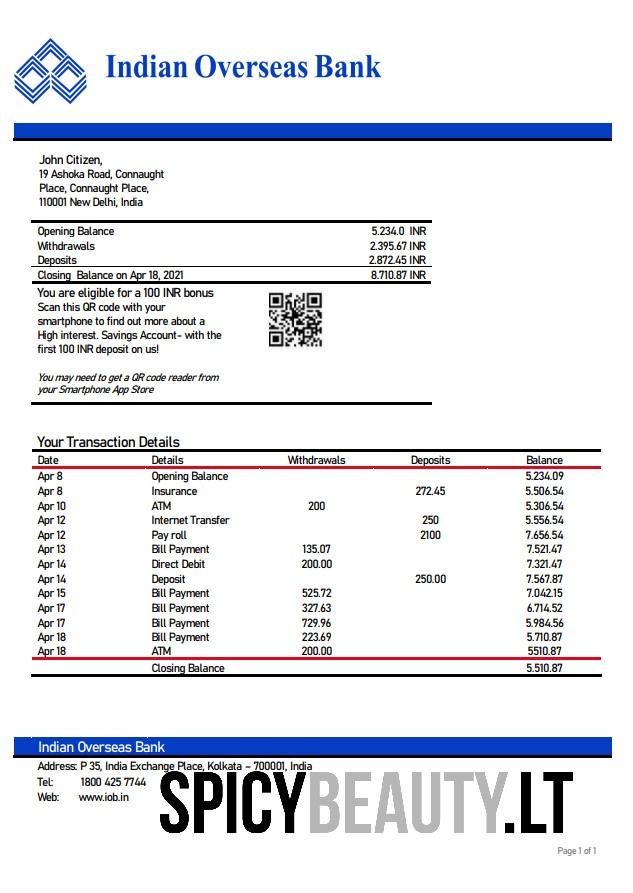 Indian Overseas Bank
John Citizen,
19 Ashoka Road, Connaught
Place, Connaught Place,
110001 New Delhi, India
Opening Balance 5.234.0 INR
Withdrawals 2.395.67 INR
Deposits 2.872.45 INR
Closing Balance on Apr 18, 2021 8.710.87 INR
You are eligible for a 100 INR bonus
Scan this QR code with your
smartphone to find out more about a
High interest. Savings Account- with the
first 100 INR deposit on us!
You may need to get a QR code reader from
your Smartphone App Store
Your Transaction Details
Date Details Withdrawals Deposits Balance
Apr 8 Opening Balance 5.234.09
Apr 8 Insurance 272.45 5.506.54
Apr 10 ATM 200 5.306.54
Apr 12 Internet Transfer 250 5.556.54
Apr 12 Pay roll 2100 7.656.54
Apr 13 Bill Payment 135.07 7.521.47
Apr 14 Direct Debit 200.00 7.321.47
Apr 14 Deposit 250.00 7.567.87
Apr 15 Bill Payment 525.72 7.042.15
Apr 17 Bill Payment 327.63 6.714.52
Apr 17 Bill Payment 729.96 5.984.56
Apr 18 Bill Payment 223.69 5.710.87
Apr 18 ATM 200.00 5510.87
Closing Balance 5.510.87
Indian Overseas Bank
Address: P 35, India Exchange Place, Kolkata – 700001, India
Tel: 1800 425 7744
Web: www.iob.in
SPICYBEAUTY.LT
Page 1 of 1